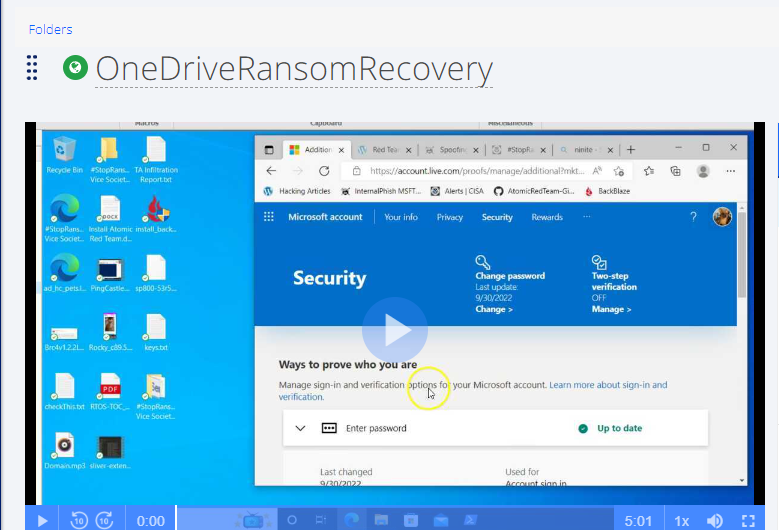 Folders
OneDriveRansomRecovery
Macros
Clipboard
Miscellaneous
Recycle Bin
#StopRans...
Vice Societ...
TA Infiltration
Report.txt
#StopRans...
Vice Societ...
Install Atomic
Red Team.d...
install_back...
ad_hc_pets.l...
PingCastle...
sp800-53r5...
Bro4v1.2.2L...
Rocky_c89.5...
keys.txt
checkThis.txt
RTOS-TOC_...
#StopRans...
Vice Societ...
Domain.mp3
sliver-exten...
Addition
Red Tea
Spoofin
#StopRa
ninite - S
https://account.live.com/proofs/manage/additional?mkt...
Hacking Articles
InternalPhish MSFT...
Alerts | CISA
AtomicRedTeam-Gi...
BackBlaze
Microsoft account
Your info
Privacy
Security
Rewards
...
?
Security
Change password
Last update:
9/30/2022
Change >
Two-step
verification
OFF
Manage >
Ways to prove who you are
Manage sign-in and verification options for your Microsoft account. Learn more about sign-in and
verification.
Enter password
Up to date
Last changed
9/30/2022
Used for
Account sign in
10
10
0:00
5:01
1x